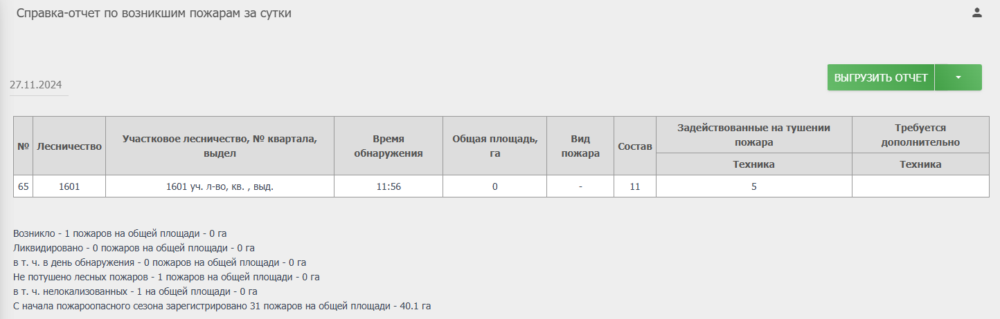 Справка-отчет по возникшим пожарам за сутки
27.11.2024
ВЫГРУЗИТЬ ОТЧЕТ
№ Лесничество Участковое лесничество, № квартала, выдел Время обнаружения Общая площадь, га Вид пожара Состав Задействованные на тушении пожара Требуется дополнительно
Техника Техника
65 1601 1601 уч. л-во, кв. , выд. 11:56 0 - 11 5
Возникло - 1 пожаров на общей площади - 0 га
Ликвидировано - 0 пожаров на общей площади - 0 га
в т. ч. в день обнаружения - 0 пожаров на общей площади - 0 га
Не потушено лесных пожаров - 1 пожаров на общей площади - 0 га
в т. ч. нелокализованных - 1 на общей площади - 0 га
С начала пожароопасного сезона зарегистрировано 31 пожаров на общей площади - 40.1 га